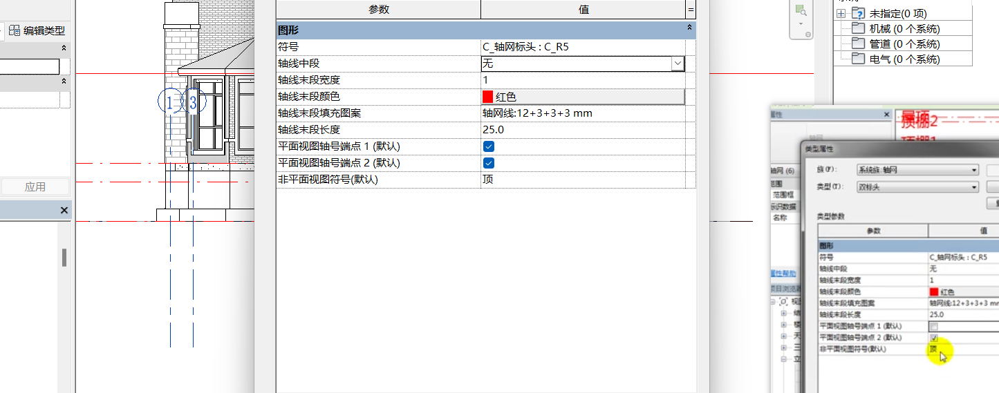 编辑类型
应用
1
3
参数 值 =
图形
符号 C_轴网标头 : C_R5
轴线中段 无
轴线末段宽度 1
轴线末段颜色 红色
轴线末段填充图案 轴网线:12+3+3+3 mm
轴线末段长度 25.0
平面视图轴号端点 1 (默认)
平面视图轴号端点 2 (默认)
非平面视图符号(默认) 顶
未指定(0 项)
机械 (0 个系统)
管道 (0 个系统)
电气 (0 个系统)
属性
顶棚2
轴网 (6)
范围
范围框
标识数据
名称
属性帮助
项目浏览器
类型属性
族(F): 系统族:轴网
类型(T): 双标头
类型参数
参数 值
图形
符号 C_轴网标头 : C_R5
轴线中段 无
轴线末段宽度 1
轴线末段颜色 红色
轴线末段填充图案 轴网线:12+3+3+3 mm
轴线末段长度 25.0
平面视图轴号端点 1 (默认)
平面视图轴号端点 2 (默认)
非平面视图符号(默认) 顶